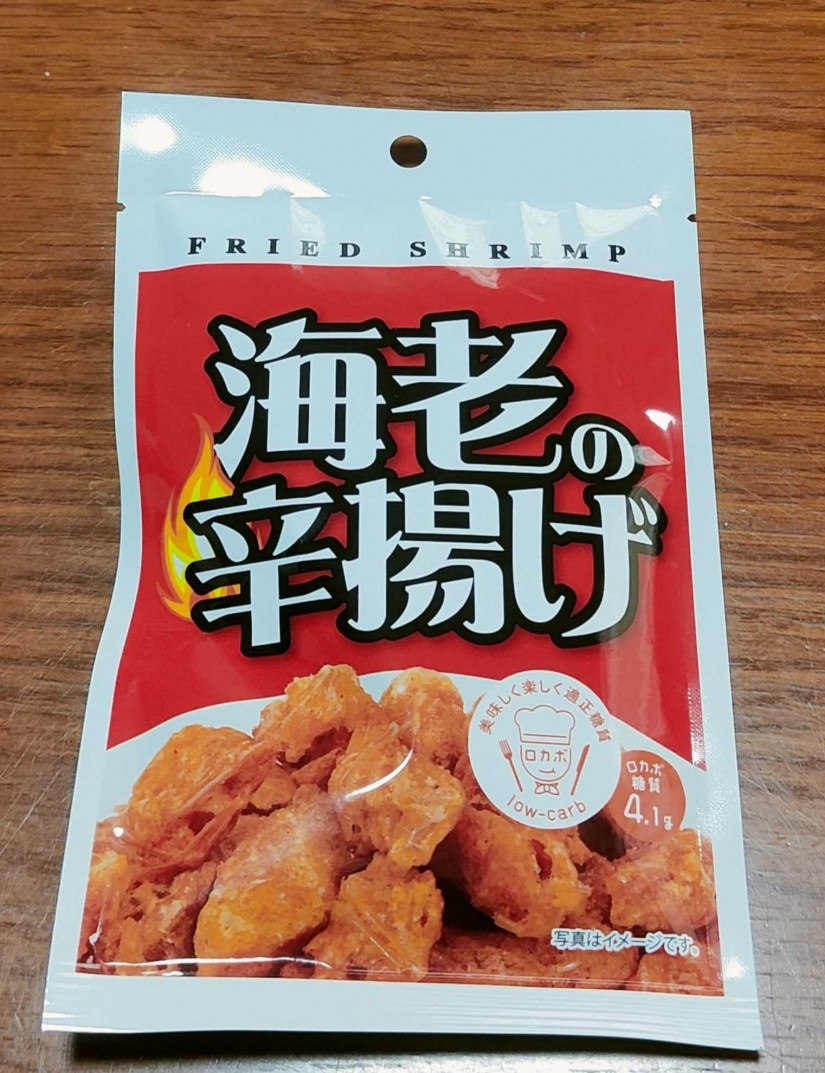 FRIED SHRIMP
海老の
辛揚げ
美味しく楽しく適正糖質
ロカボ
low-carb
ロカボ
糖質
4.1g
写真はイメージです。